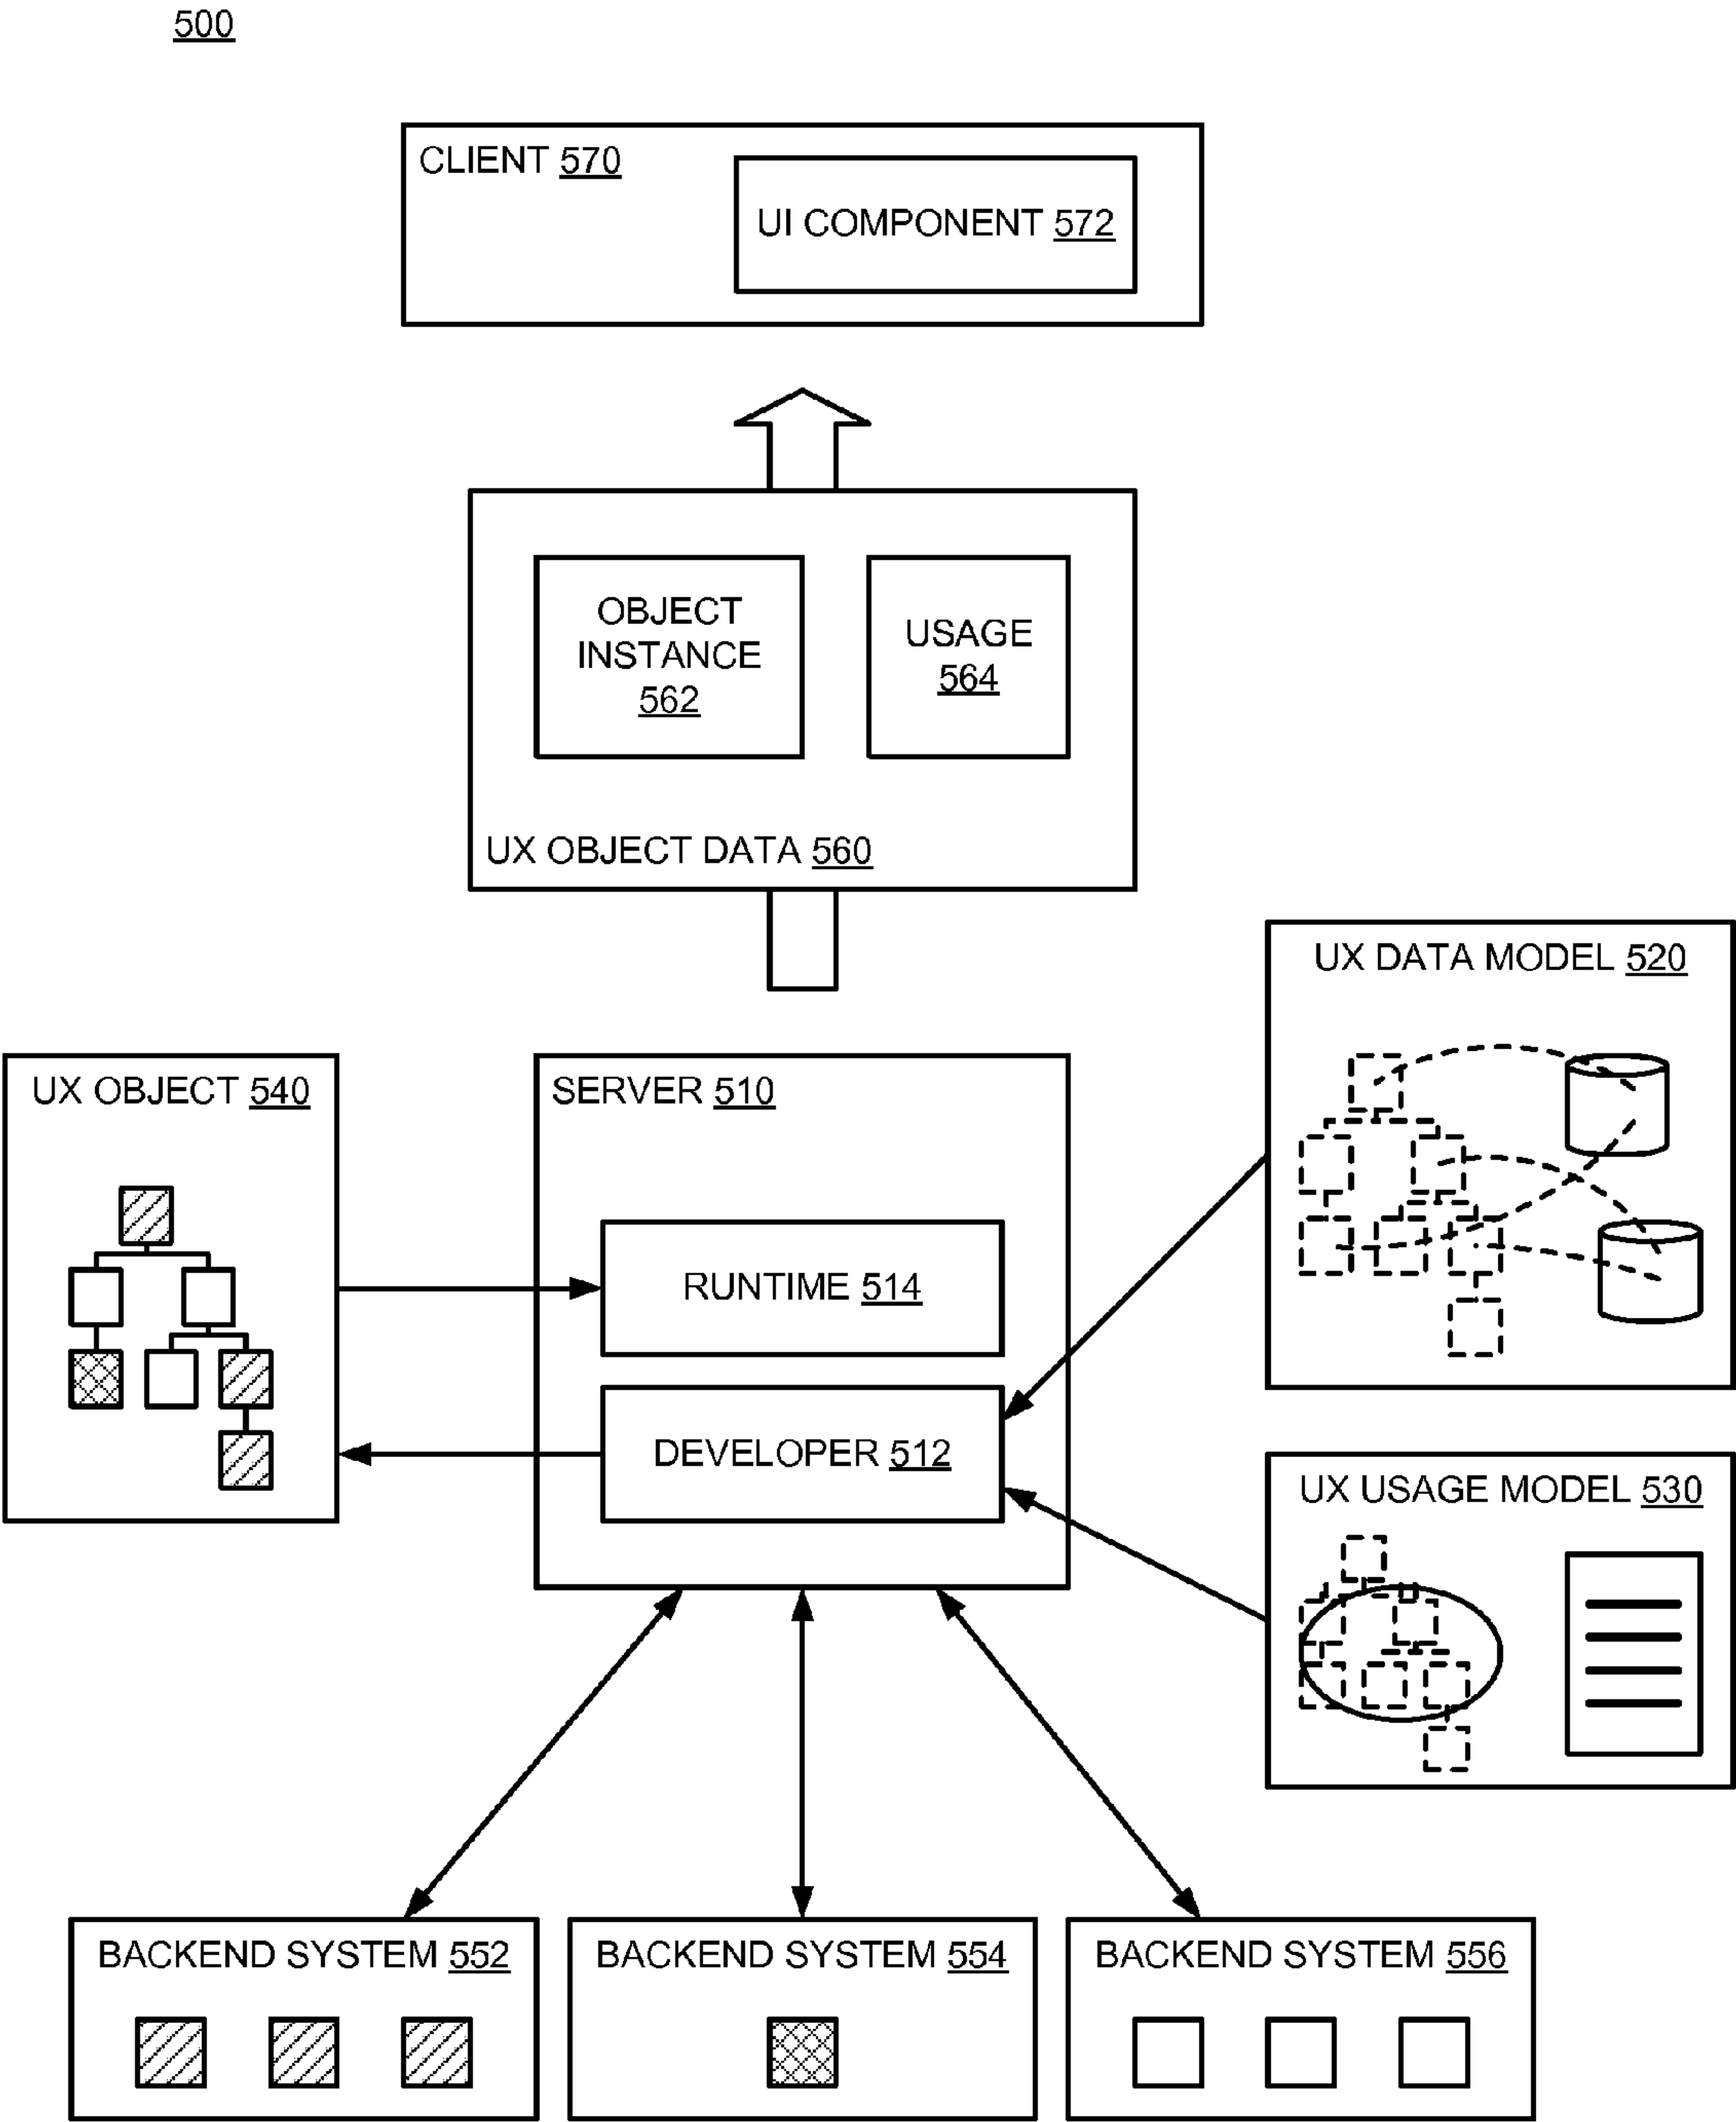 500
CLIENT 570
UI COMPONENT 572
OBJECT
INSTANCE
562
USAGE
564
UX OBJECT DATA 560
UX DATA MODEL 520
UX OBJECT 540
SERVER 510
RUNTIME 514
DEVELOPER 512
UX USAGE MODEL 530
BACKEND SYSTEM 552
BACKEND SYSTEM 554
BACKEND SYSTEM 556